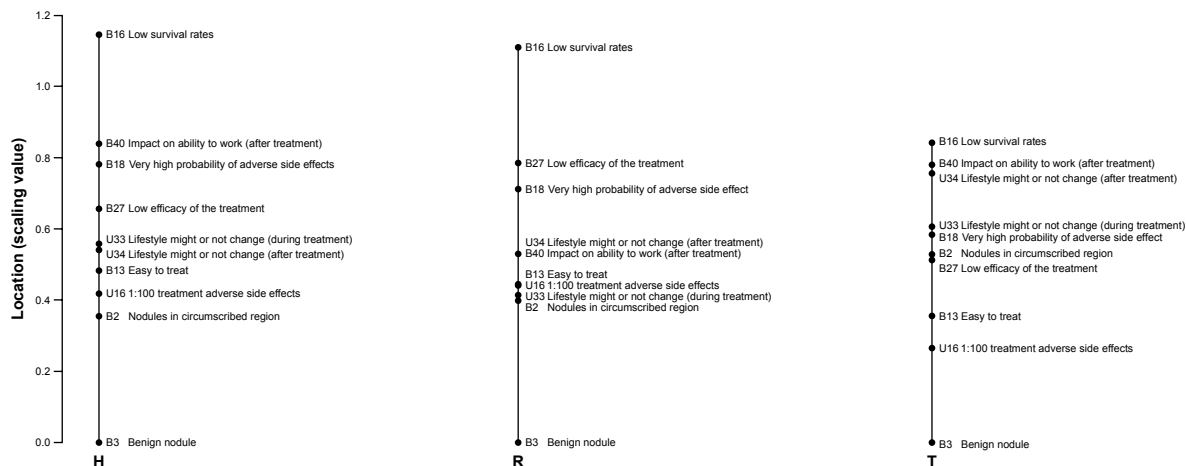 Location (scaling value)
1.2
1.0
0.8
0.6
0.4
0.2
0.0
B16 Low survival rates
B40 Impact on ability to work (after treatment)
B18 Very high probability of adverse side effects
B27 Low efficacy of the treatment
U33 Lifestyle might or not change (during treatment)
U34 Lifestyle might or not change (after treatment)
B13 Easy to treat
U16 1:100 treatment adverse side effects
B2 Nodules in circumscribed region
B3 Benign nodule
H
B16 Low survival rates
B27 Low efficacy of the treatment
B18 Very high probability of adverse side effect
U34 Lifestyle might or not change (after treatment)
B40 Impact on ability to work (after treatment)
B13 Easy to treat
U16 1:100 treatment adverse side effects
U33 Lifestyle might or not change (during treatment)
B2 Nodules in circumscribed region
B3 Benign nodule
R
B16 Low survival rates
B40 Impact on ability to work (after treatment)
U34 Lifestyle might or not change (after treatment)
U33 Lifestyle might or not change (during treatment)
B18 Very high probability of adverse side effect
B2 Nodules in circumscribed region
B27 Low efficacy of the treatment
B13 Easy to treat
U16 1:100 treatment adverse side effects
B3 Benign nodule
T